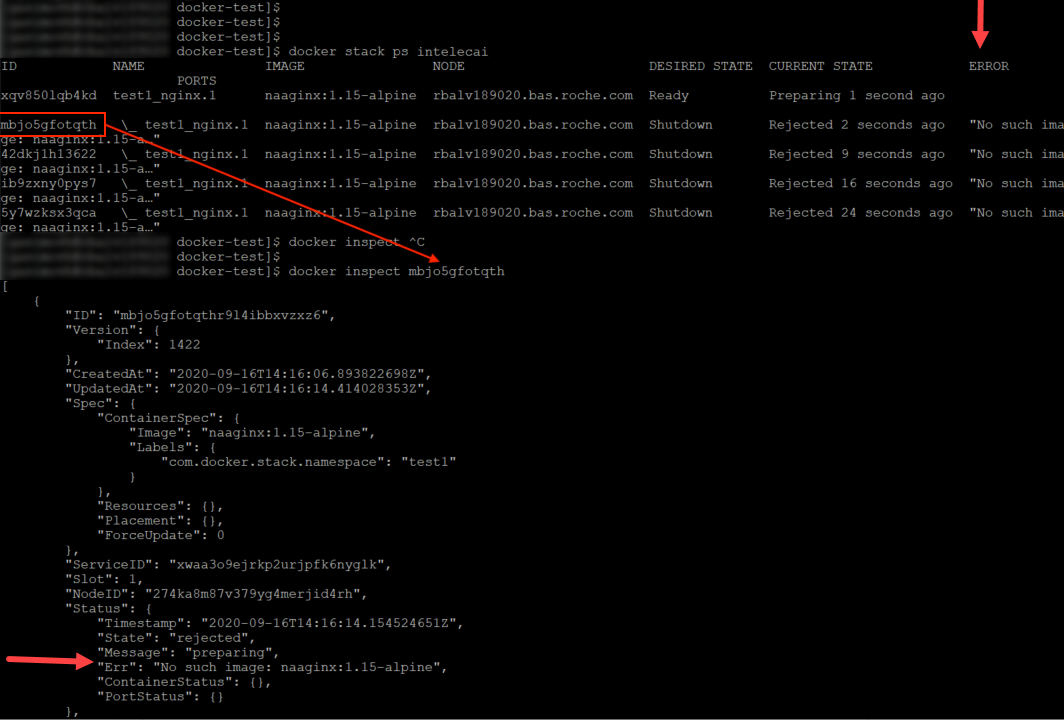 docker-test]$
docker-test]$
docker-test]$
docker-test]$ docker stack ps intelecai
ID NAME IMAGE NODE DESIRED STATE CURRENT STATE ERROR
PORTS
xqv850lqb4kd test1_nginx.1 naaginx:1.15-alpine rbalv189020.bas.roche.com Ready Preparing 1 second ago
mbjo5gfotqth \_ test1_nginx.1 naaginx:1.15-alpine rbalv189020.bas.roche.com Shutdown Rejected 2 seconds ago "No such ima
ge: naaginx:1.15-a…"
42dkj1hl3622 \_ test1_nginx.1 naaginx:1.15-alpine rbalv189020.bas.roche.com Shutdown Rejected 9 seconds ago "No such ima
ge: naaginx:1.15-a…"
ib9zxny0pys7 \_ test1_nginx.1 naaginx:1.15-alpine rbalv189020.bas.roche.com Shutdown Rejected 16 seconds ago "No such ima
ge: naaginx:1.15-a…"
5y7wzksx3qca \_ test1_nginx.1 naaginx:1.15-alpine rbalv189020.bas.roche.com Shutdown Rejected 24 seconds ago "No such ima
ge: naaginx:1.15-a…"
docker-test]$ docker inspect ^C
docker-test]$
docker-test]$ docker inspect mbjo5gfotqth
[
{
"ID": "mbjo5gfotqthr9l4ibbxvzxz6",
"Version": {
"Index": 1422
},
"CreatedAt": "2020-09-16T14:16:06.893822698Z",
"UpdatedAt": "2020-09-16T14:16:14.414028353Z",
"Spec": {
"ContainerSpec": {
"Image": "naaginx:1.15-alpine",
"Labels": {
"com.docker.stack.namespace": "test1"
}
},
"Resources": {},
"Placement": {},
"ForceUpdate": 0
},
"ServiceID": "xwaa3o9ejrkp2urjpfk6nyg1k",
"Slot": 1,
"NodeID": "274ka8m87v379yg4merjid4rh",
"Status": {
"Timestamp": "2020-09-16T14:16:14.154524651Z",
"State": "rejected",
"Message": "preparing",
"Err": "No such image: naaginx:1.15-alpine",
"ContainerStatus": {},
"PortStatus": {}
},